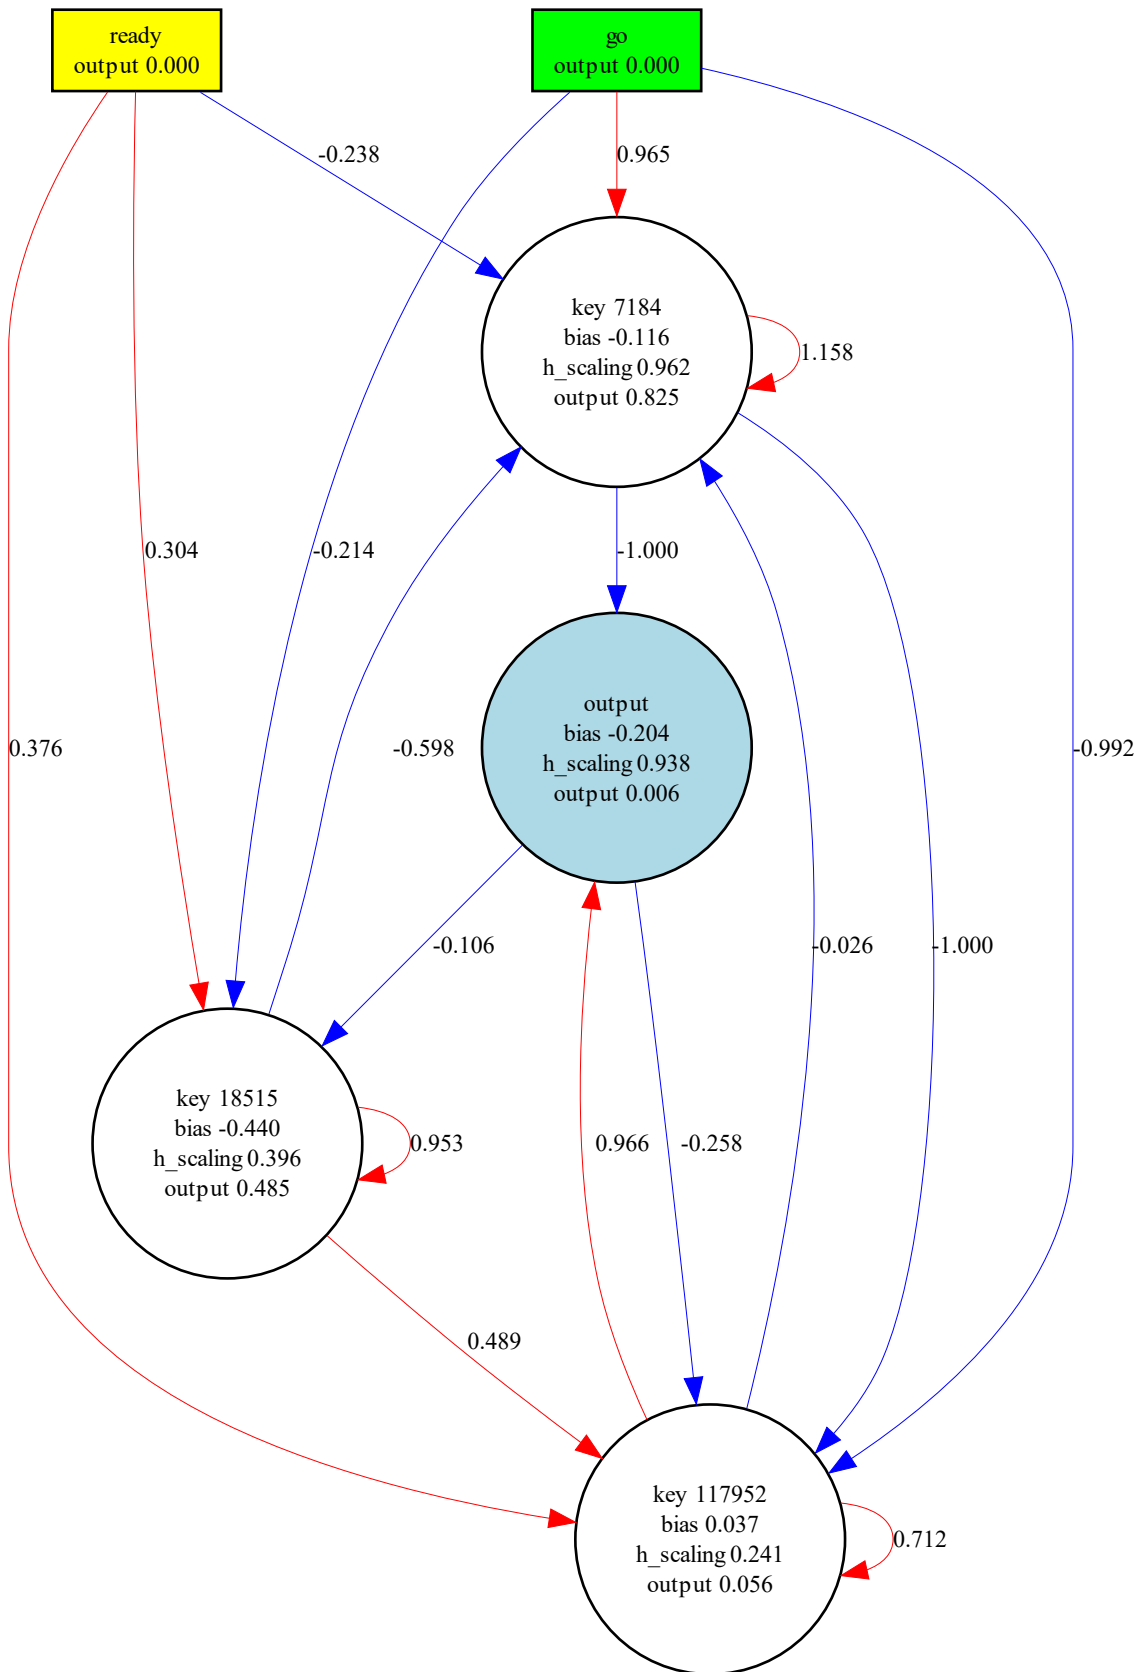 ready
output 0.000
go
output 0.000
-0.238
0.965
key 7184
bias -0.116
h_scaling 0.962
output 0.825
1.158
0.304
-0.214
-1.000
output
bias -0.204
h_scaling 0.938
output 0.006
0.376
-0.598
-0.992
-0.106
-0.026
-1.000
key 18515
bias -0.440
h_scaling 0.396
output 0.485
0.953
0.966
-0.258
0.489
key 117952
bias 0.037
h_scaling 0.241
output 0.056
0.712